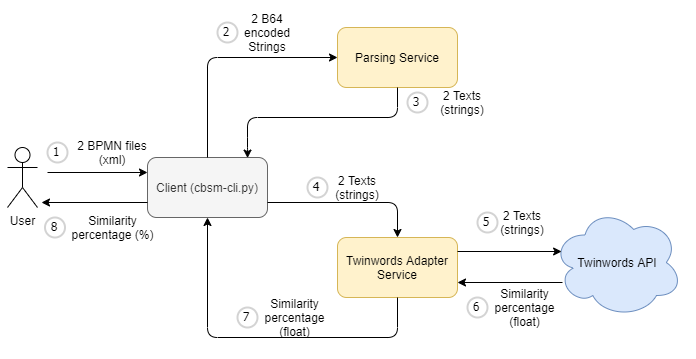 2
2 B64
encoded
Strings
Parsing Service
3
2 Texts
(strings)
1
2 BPMN files
(xml)
Client (cbsm-cli.py)
4
2 Texts
(strings)
User
8
Similarity
percentage (%)
5
2 Texts
(strings)
Twinwords Adapter
Service
Twinwords API
6
Similarity
percentage
(float)
7
Similarity
percentage
(float)